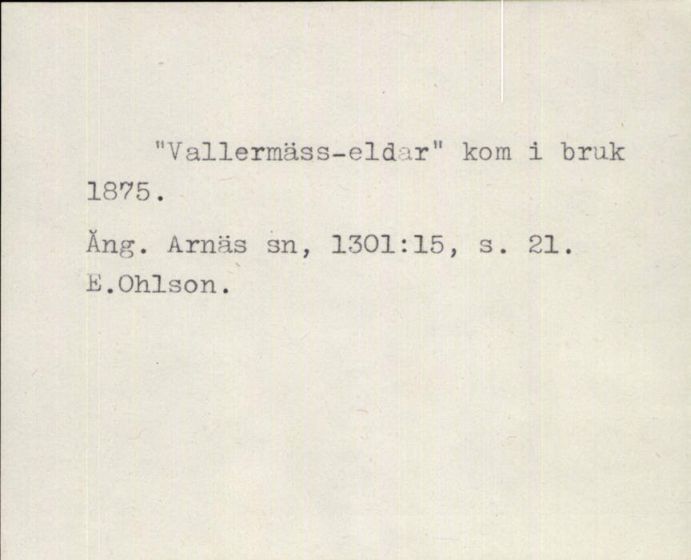 "Vallermäss-eldar" kom i bruk
1875.
Ång. Arnäs sn, 1301:15, s. 21.
E.Ohlson.